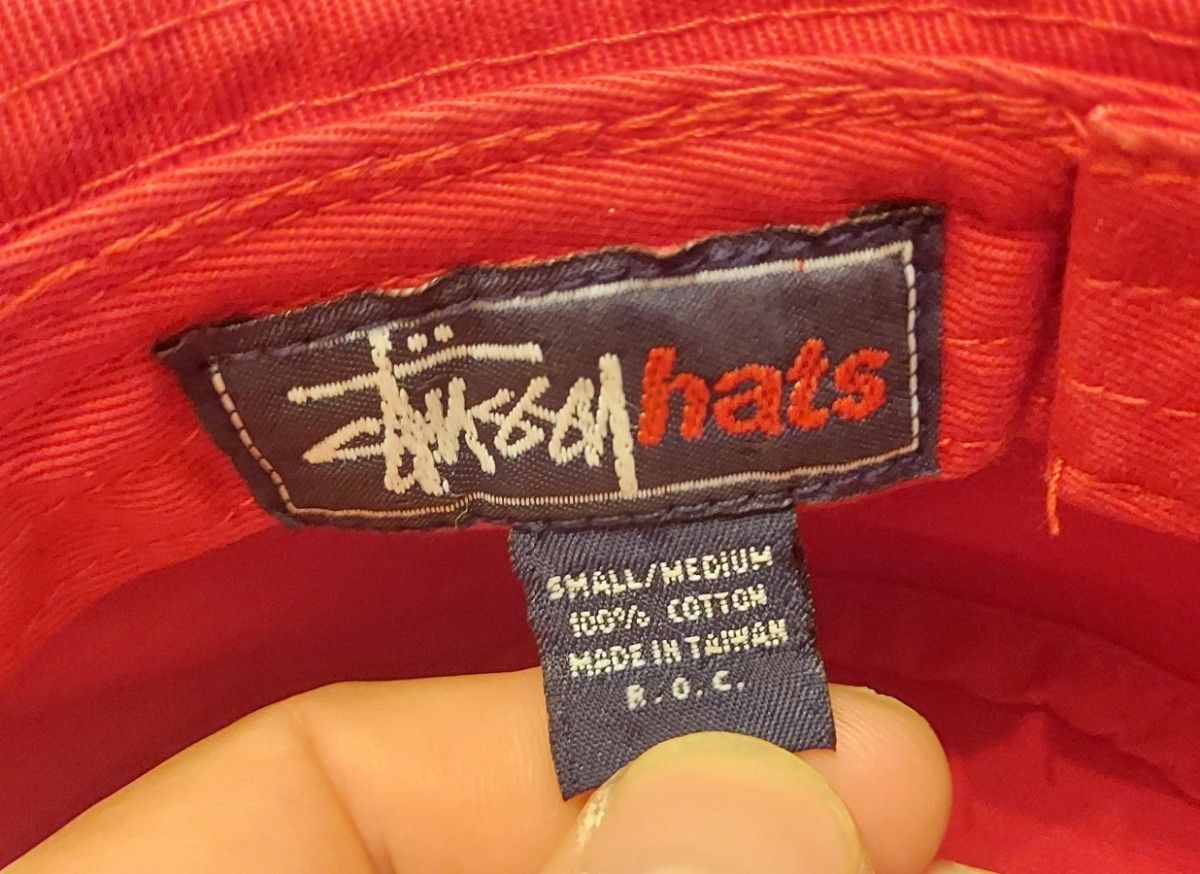 Stüssy hats
SMALL/MEDIUM
100% COTTON
MADE IN TAIWAN
R.O.C.